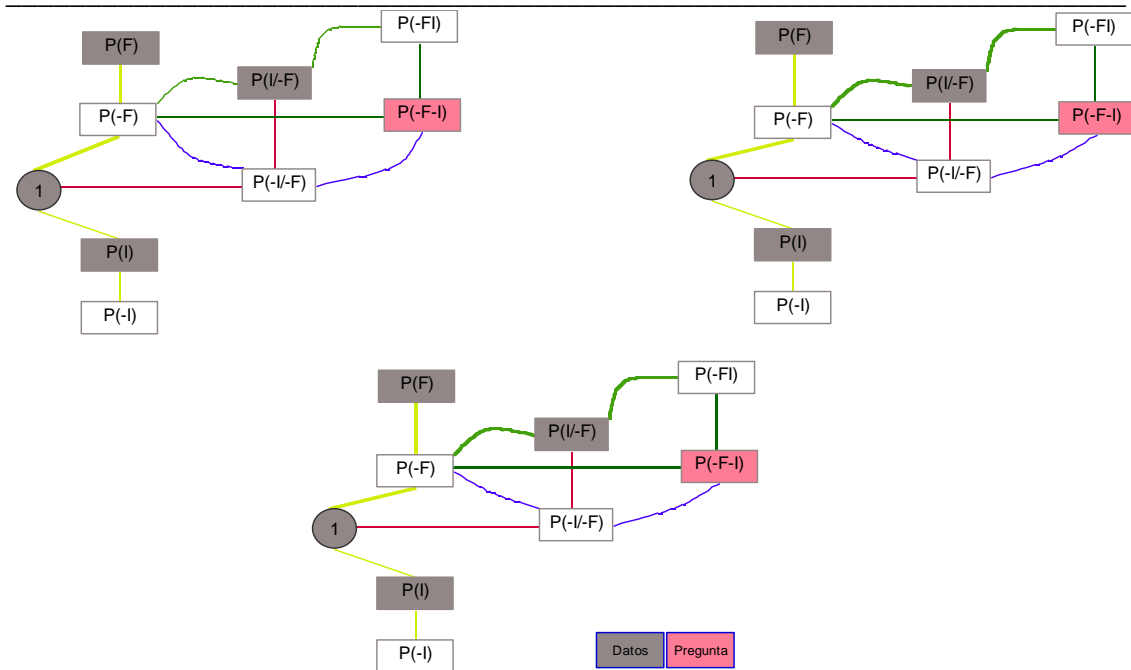 P(F)
P(-FI)
P(I/-F)
P(-F)
P(-F-I)
P(-I/-F)
1
P(I)
P(-I)
P(F)
P(-FI)
P(I/-F)
P(-F)
P(-F-I)
P(-I/-F)
1
P(I)
P(-I)
P(F)
P(-FI)
P(I/-F)
P(-F)
P(-F-I)
P(-I/-F)
1
P(I)
P(-I)
Datos
Pregunta